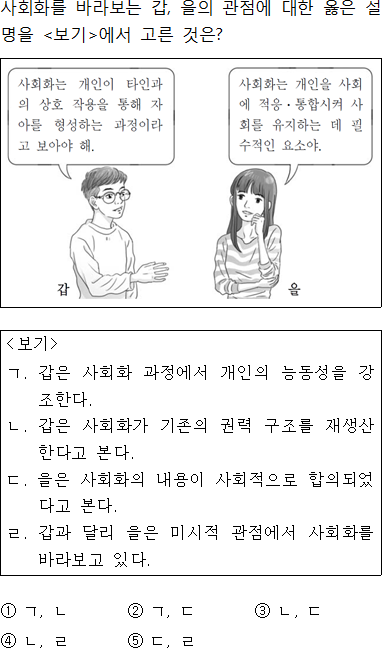 사회화를 바라보는 갑, 을의 관점에 대한 옳은 설
명을 <보기>에서 고른 것은?
사회화는 개인이 타인과
의 상호 작용을 통해 자
아를 형성하는 과정이라
고 보아야 해.
사회화는 개인을 사회
에 적응·통합시켜 사
회를 유지하는 데 필
수적인 요소야.
갑
을
<보기>
ㄱ. 갑은 사회화 과정에서 개인의 능동성을 강
조한다.
ㄴ. 갑은 사회화가 기존의 권력 구조를 재생산
한다고 본다.
ㄷ. 을은 사회화의 내용이 사회적으로 합의되었
다고 본다.
ㄹ. 갑과 달리 을은 미시적 관점에서 사회화를
바라보고 있다.
① ㄱ, ㄴ ② ㄱ, ㄷ ③ ㄴ, ㄷ
④ ㄴ, ㄹ ⑤ ㄷ, ㄹ